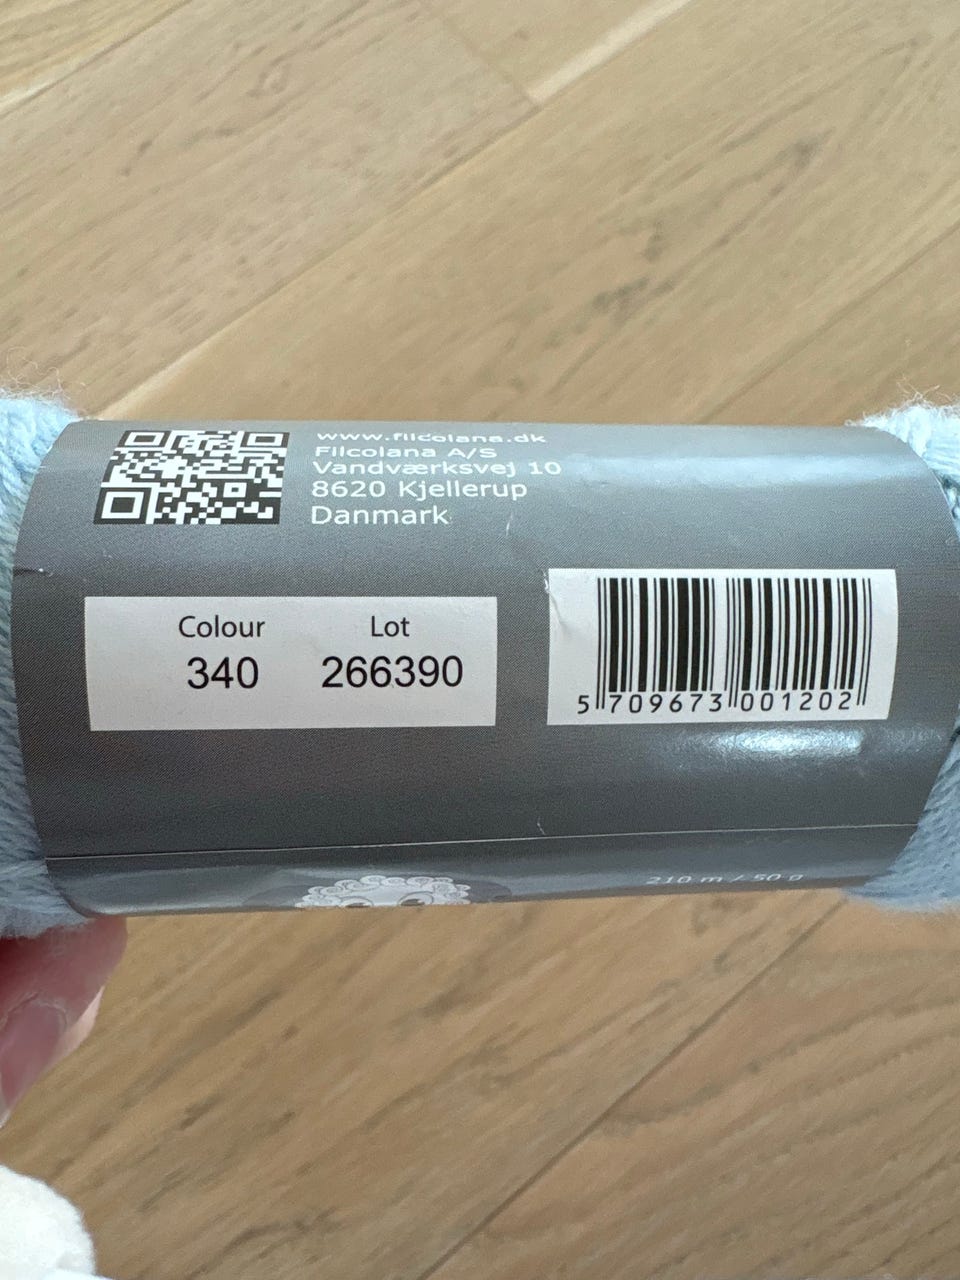 www.filcolana.dk
Filcolana A/S
Vandværksvej 10
8620 Kjellerup
Danmark
Colour Lot
340 266390
5 709673 001202
210 m / 50 g